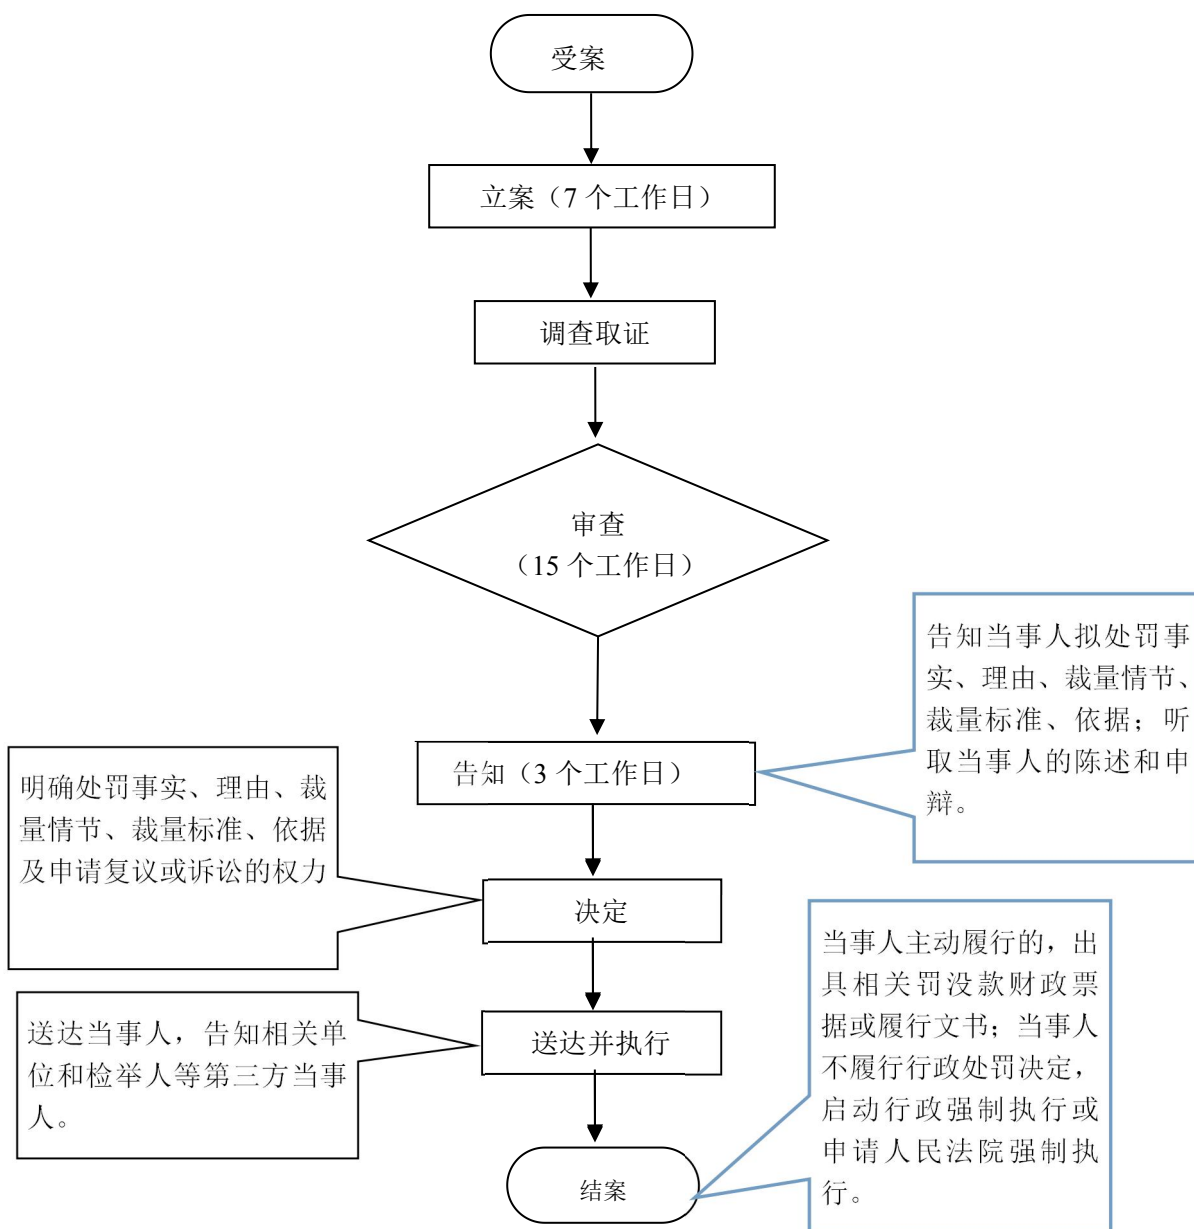 受案
立案（7 个工作日）
调查取证
审查
（15 个工作日）
告知当事人拟处罚事
实、理由、裁量情节、
裁量标准、依据；听
取当事人的陈述和申
辩。
告知（3 个工作日）
明确处罚事实、理由、裁
量情节、裁量标准、依据
及申请复议或诉讼的权力
决定
当事人主动履行的，出
具相关罚没款财政票
据或履行文书；当事人
不履行行政处罚决定，
启动行政强制执行或
申请人民法院强制执
行。
送达当事人，告知相关单
位和检举人等第三方当事
人。
送达并执行
结案